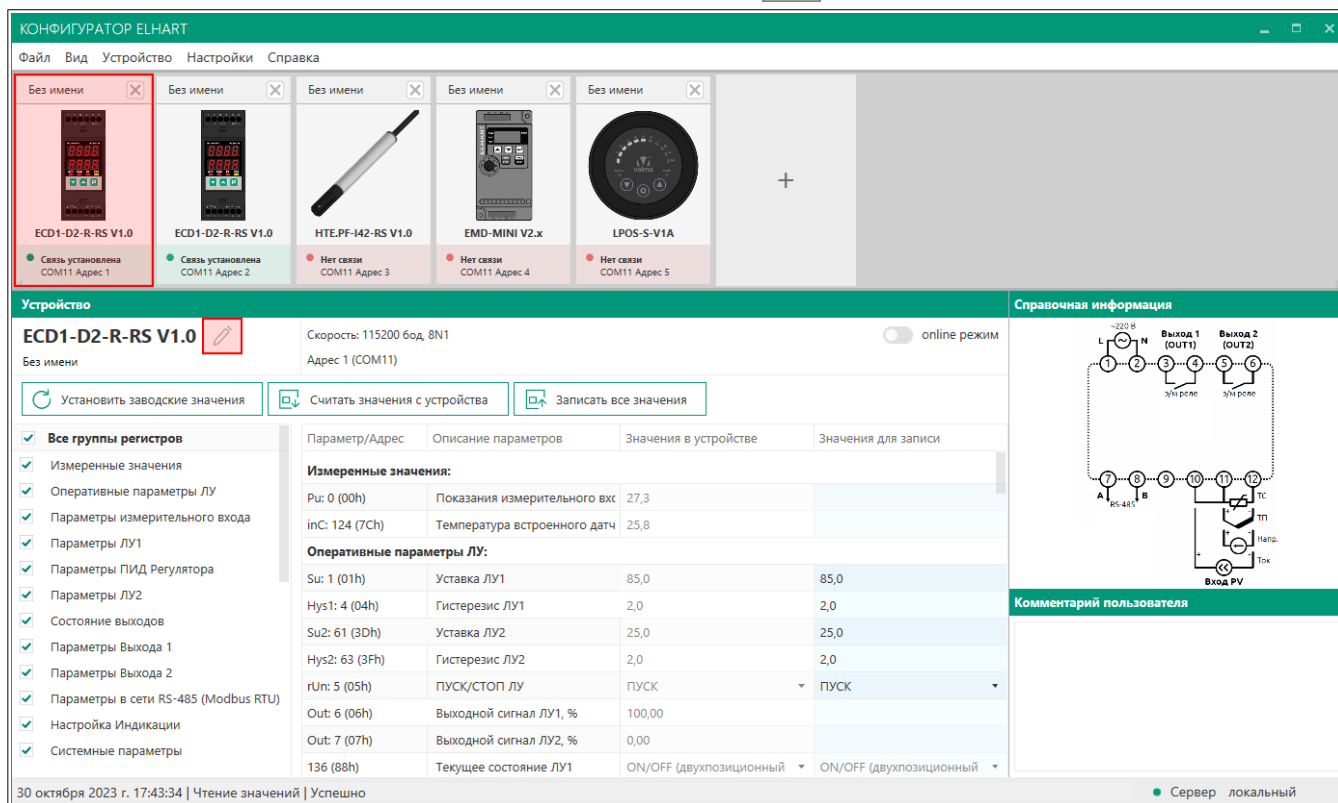 КОНФИГУРАТОР ELHART
Файл Вид Устройство Настройки Справка
Без имени Без имени Без имени Без имени Без имени
ECD1-D2-R-RS V1.0 ECD1-D2-R-RS V1.0 HTE.PF-I42-RS V1.0 EMD-MINI V2.x LPOS-S-V1A
Связь установлена Связь установлена Нет связи Нет связи Нет связи
COM11 Адрес 1 COM11 Адрес 2 COM11 Адрес 3 COM11 Адрес 4 COM11 Адрес 5
+
Устройство
ECD1-D2-R-RS V1.0
Без имени
Скорость: 115200 бод, 8N1
Адрес 1 (COM11)
online режим
Установить заводские значения Считать значения с устройства Записать все значения
Все группы регистров
Измеренные значения
Оперативные параметры ЛУ
Параметры измерительного входа
Параметры ЛУ1
Параметры ПИД Регулятора
Параметры ЛУ2
Состояние выходов
Параметры Выхода 1
Параметры Выхода 2
Параметры в сети RS-485 (Modbus RTU)
Настройка Индикации
Системные параметры
Параметр/Адрес Описание параметров Значения в устройстве Значения для записи
Измеренные значения:
Pu: 0 (00h) Показания измерительного вхс 27,3
inC: 124 (7Ch) Температура встроенного датч 25,8
Оперативные параметры ЛУ:
Su: 1 (01h) Уставка ЛУ1 85,0 85,0
Hys1: 4 (04h) Гистерезис ЛУ1 2,0 2,0
Su2: 61 (3Dh) Уставка ЛУ2 25,0 25,0
Hys2: 63 (3Fh) Гистерезис ЛУ2 2,0 2,0
rUn: 5 (05h) ПУСК/СТОП ЛУ ПУСК ПУСК
Out: 6 (06h) Выходной сигнал ЛУ1, % 100,00
Out: 7 (07h) Выходной сигнал ЛУ2, % 0,00
136 (88h) Текущее состояние ЛУ1 ON/OFF (двухпозиционный ON/OFF (двухпозиционный
Справочная информация
~220 В
L N
Выход 1 Выход 2
(OUT1) (OUT2)
1 2 3 4 5 6
э/м реле э/м реле
7 8 9 10 11 12
A B
RS-485
ТС
ТП
Напр.
Ток
Вход PV
Комментарий пользователя
30 октября 2023 г. 17:43:34 | Чтение значений | Успешно
Сервер локальный